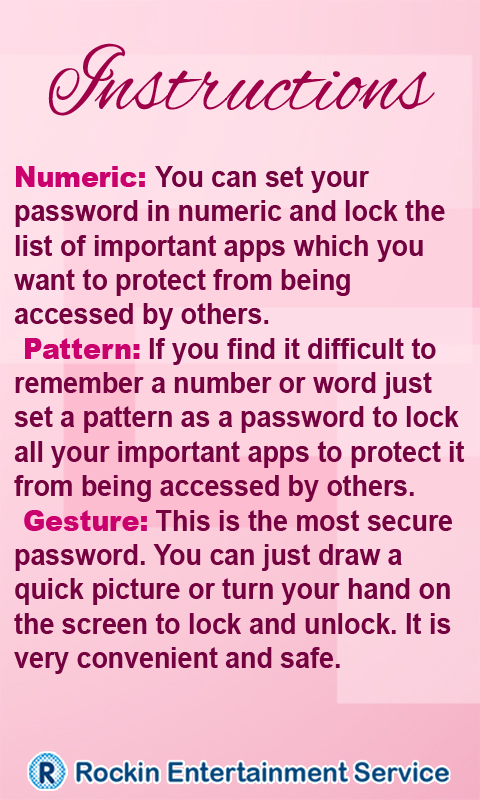 Instructions
Numeric: You can set your
password in numeric and lock the
list of important apps which you
want to protect from being
accessed by others.
Pattern: If you find it difficult to
remember a number or word just
set a pattern as a password to lock
all your important apps to protect it
from being accessed by others.
Gesture: This is the most secure
password. You can just draw a
quick picture or turn your hand on
the screen to lock and unlock. It is
very convenient and safe.
R Rockin Entertainment Service